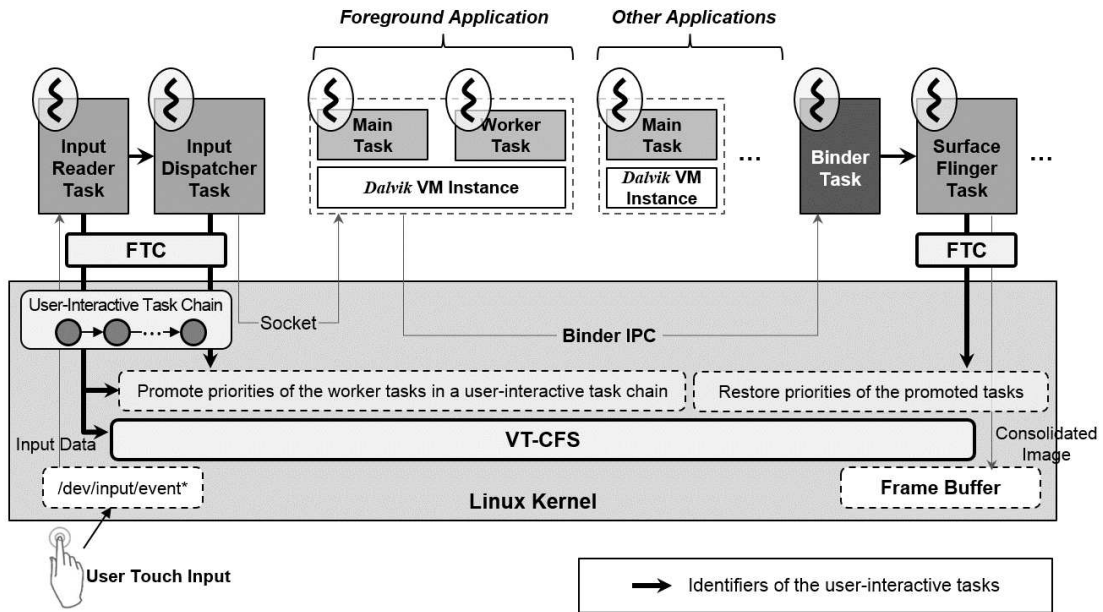 Foreground Application
Other Applications
Input
Reader
Task
Input
Dispatcher
Task
Main
Task
Worker
Task
Dalvik VM Instance
Main
Task
Dalvik VM
Instance
...
Binder
Task
Surface
Flinger
Task
...
FTC
FTC
User-Interactive Task Chain
...
Socket
Binder IPC
Promote priorities of the worker tasks in a user-interactive task chain
Restore priorities of the promoted tasks
Input Data
VT-CFS
Consolidated
Image
/dev/input/event*
Linux Kernel
Frame Buffer
User Touch Input
Identifiers of the user-interactive tasks